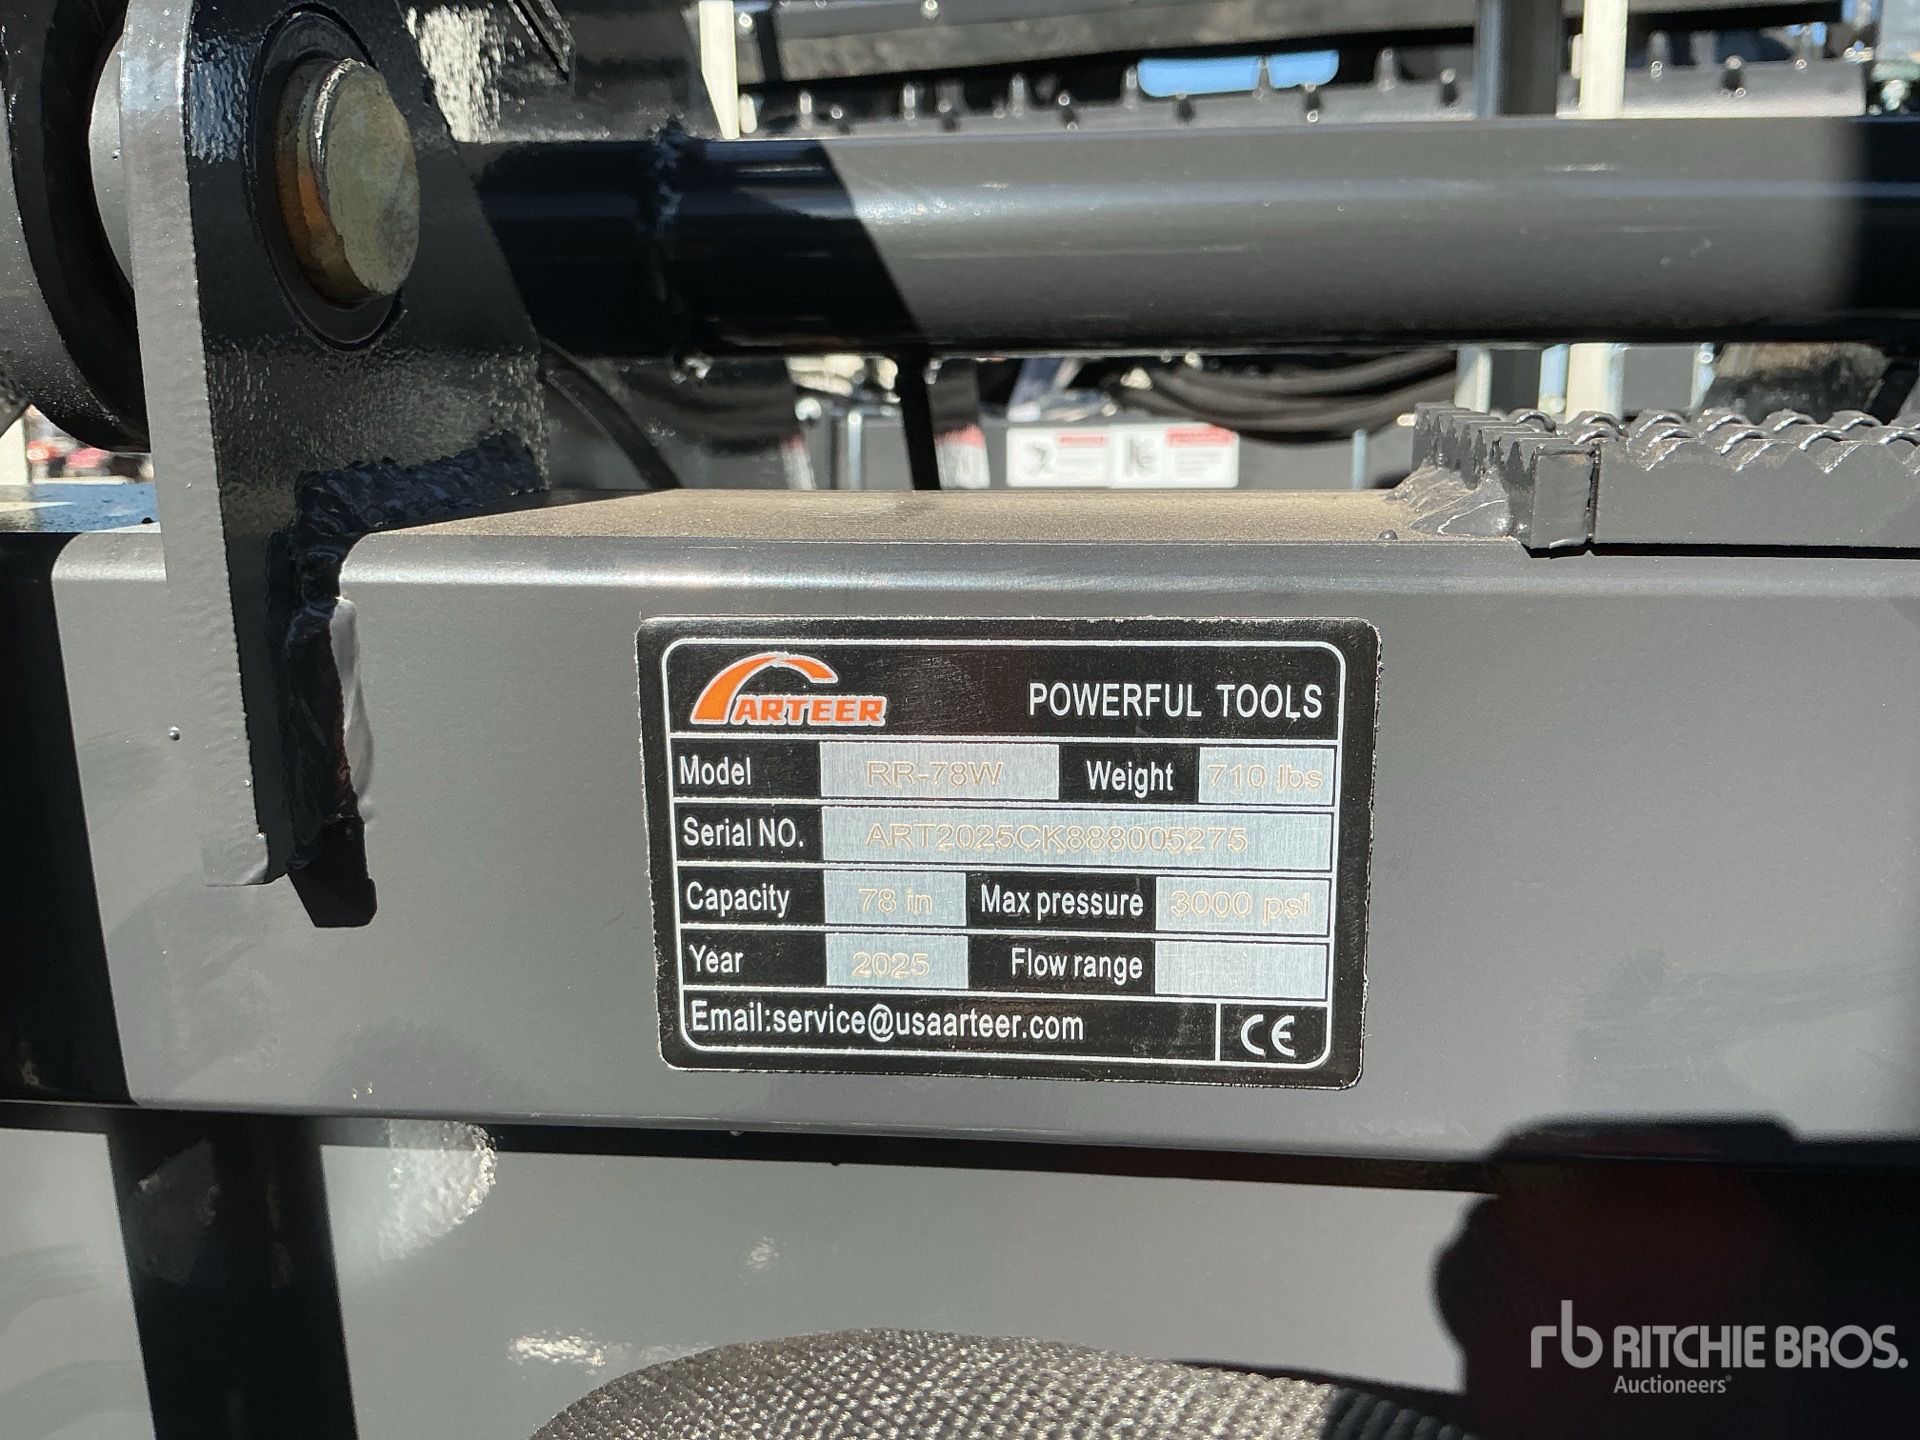 ARTEER POWERFUL TOOLS
Model RR-78W Weight 710 lbs
Serial NO. ART2025CK888005275
Capacity 78 in Max pressure 3000 psi
Year 2025 Flow range
Email:service@usaarteer.com CE
rb RITCHIE BROS.
Auctioneers